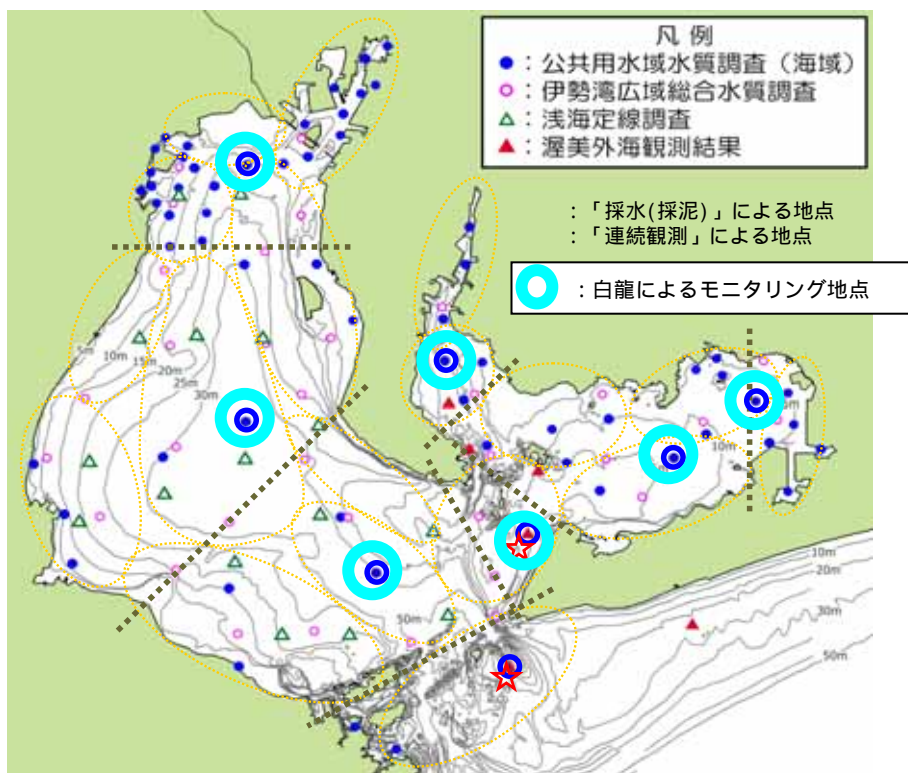 凡 例
●：公共用水域水質調査（海域）
○：伊勢湾広域総合水質調査
△：浅海定線調査
▲：渥美外海観測結果
：「採水(採泥)」による地点
：「連続観測」による地点
：白龍によるモニタリング地点
5m
10m
15m
20m
25m
30m
10m
50m
10m
20m
30m
50m